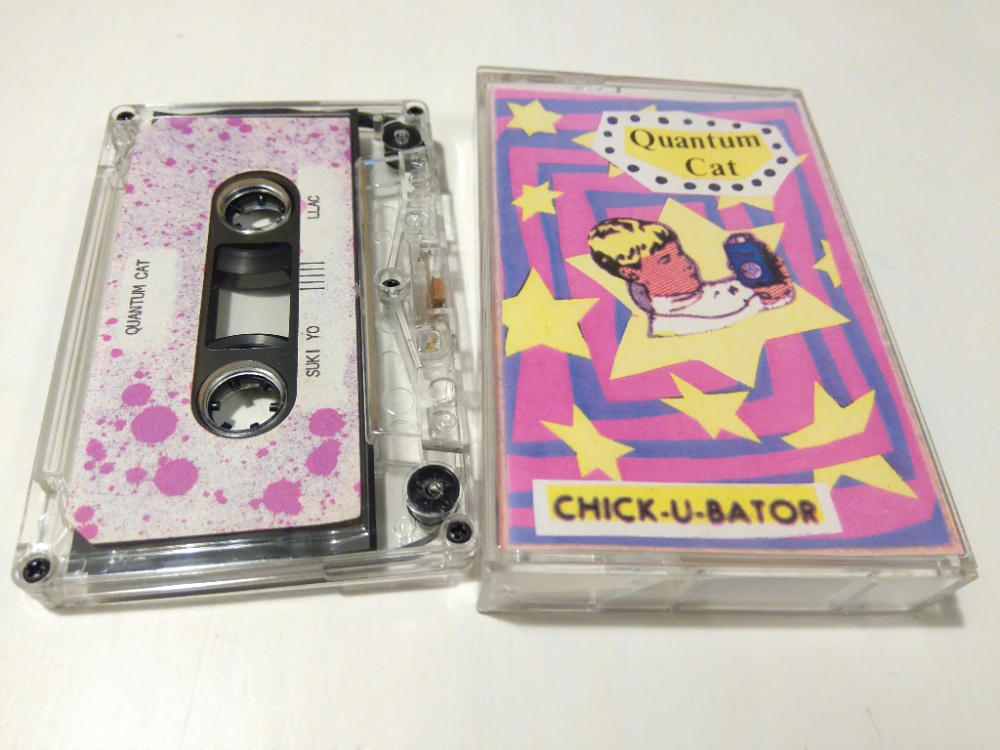 QUANTUM CAT
SUKI YO ||||| LLAC
Quantum
Cat
CHICK-U-BATOR